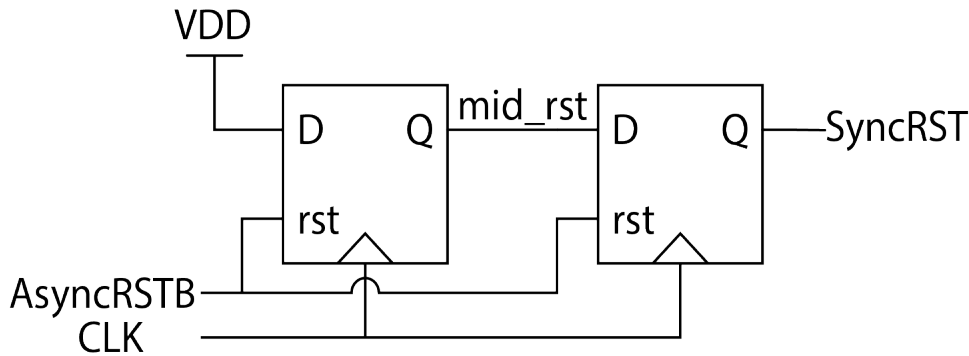 VDD
D
Q
mid_rst
D
Q
SyncRST
rst
rst
AsyncRSTB
CLK